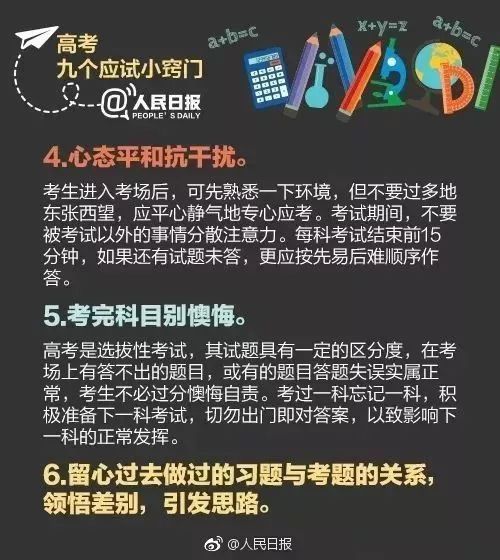 高考
九个应试小窍门
@人民日报
PEOPLE'S DAILY
a+b=c
x+y=z
a+b=c
4.心态平和抗干扰。
考生进入考场后，可先熟悉一下环境，但不要过多地
东张西望，应平心静气地专心应考。考试期间，不要
被考试以外的事情分散注意力。每科考试结束前15
分钟，如果还有试题未答，更应按先易后难顺序作
答。
5.考完科目别懊悔。
高考是选拔性考试，其试题具有一定的区分度，在考
场上有答不出的题目，或有的题目答题失误实属正
常，考生不必过分懊悔自责。考过一科忘记一科，积
极准备下一科考试，切勿出门即对答案，以致影响下
一科的正常发挥。
6.留心过去做过的习题与考题的关系，
领悟差别，引发思路。
@人民日报